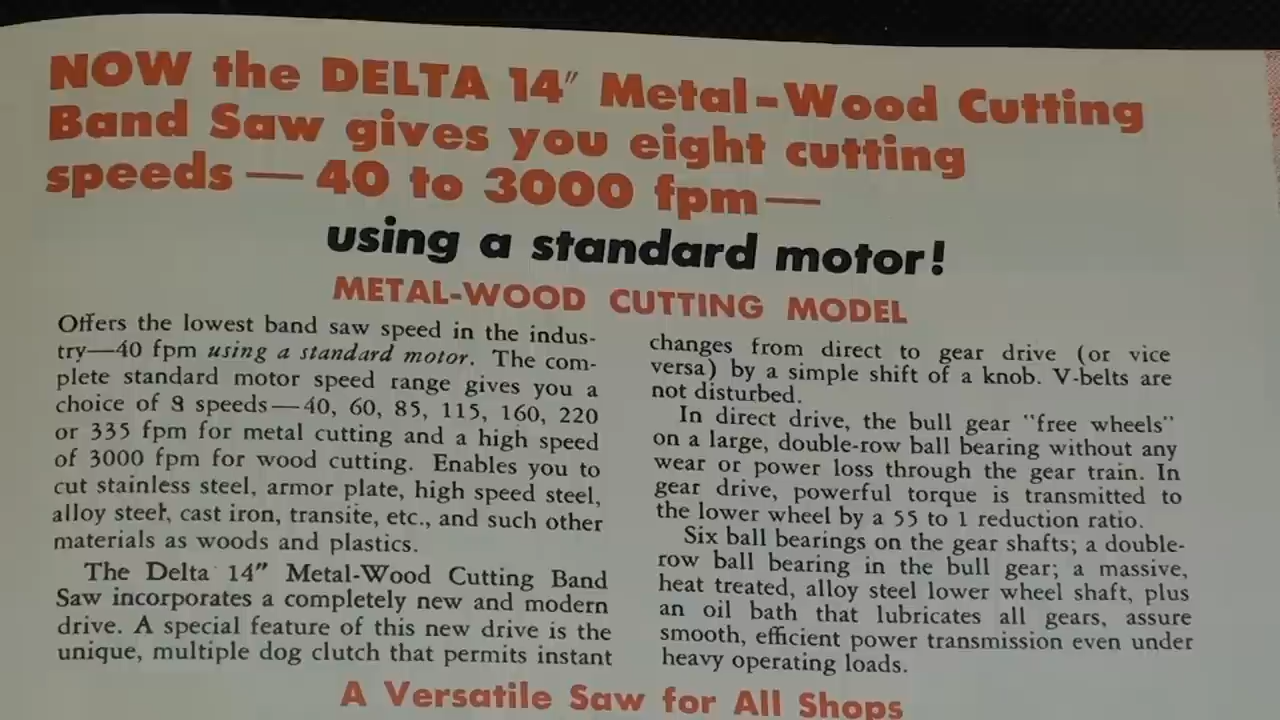 NOW the DELTA 14″ Metal-Wood Cutting
Band Saw gives you eight cutting
speeds — 40 to 3000 fpm —
using a standard motor!
METAL-WOOD CUTTING MODEL
Offers the lowest band saw speed in the indus-
try—40 fpm using a standard motor. The com-
plete standard motor speed range gives you a
choice of 8 speeds—40, 60, 85, 115, 160, 220
or 335 fpm for metal cutting and a high speed
of 3000 fpm for wood cutting. Enables you to
cut stainless steel, armor plate, high speed steel,
alloy steel, cast iron, transite, etc., and such other
materials as woods and plastics.
The Delta 14″ Metal-Wood Cutting Band
Saw incorporates a completely new and modern
drive. A special feature of this new drive is the
unique, multiple dog clutch that permits instant
changes from direct to gear drive (or vice
versa) by a simple shift of a knob. V-belts are
not disturbed.
In direct drive, the bull gear "free wheels"
on a large, double-row ball bearing without any
wear or power loss through the gear train. In
gear drive, powerful torque is transmitted to
the lower wheel by a 55 to 1 reduction ratio.
Six ball bearings on the gear shafts; a double-
row ball bearing in the bull gear; a massive,
heat treated, alloy steel lower wheel shaft, plus
an oil bath that lubricates all gears, assure
smooth, efficient power transmission even under
heavy operating loads.
A Versatile Saw for All Shops